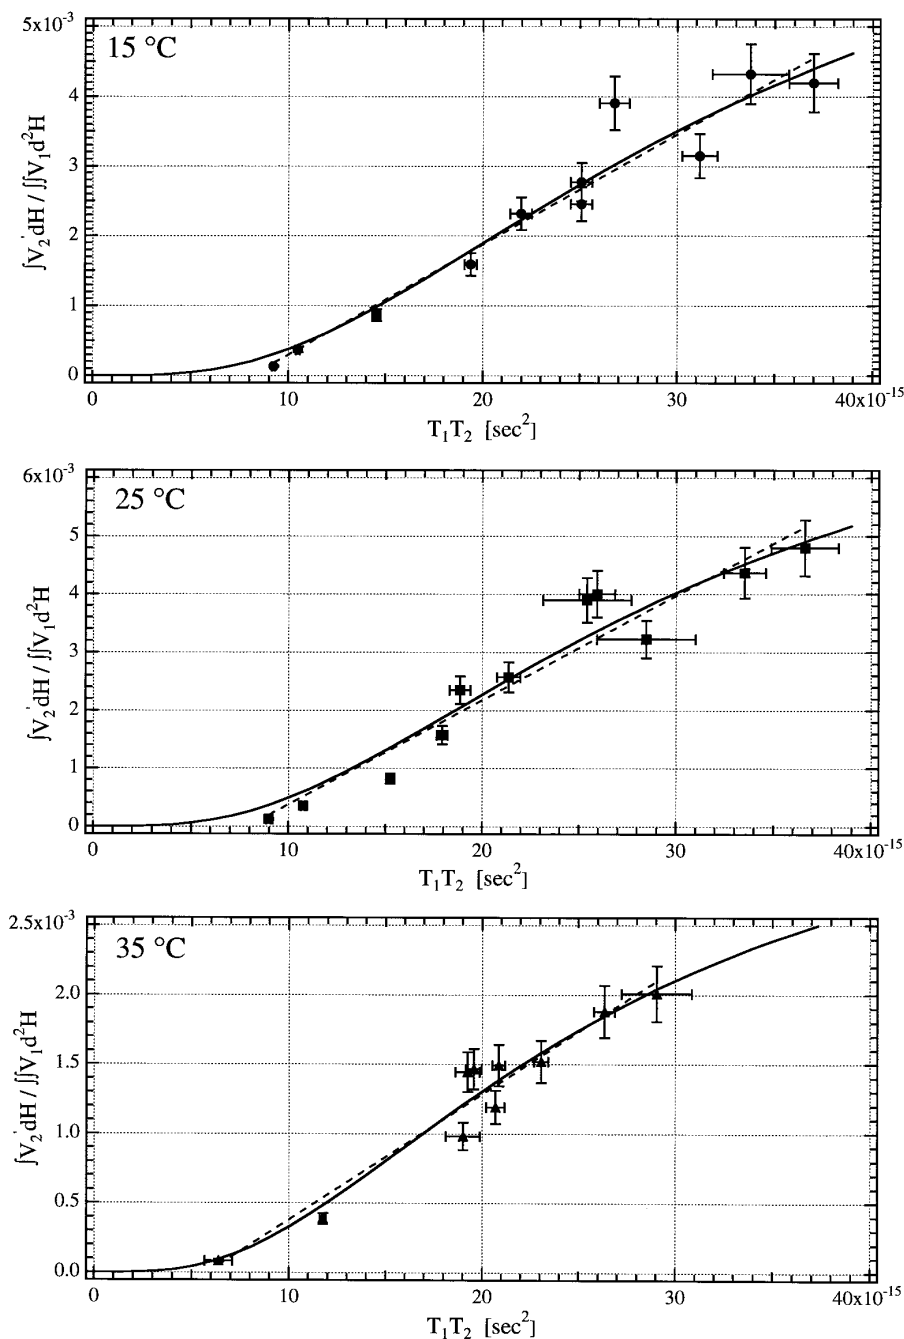 5x10⁻³
15 °C
4
3
2
1
0
∫V₂'dH / ∫∫V₁d²H
0 10 20 30 40x10⁻¹⁵
T₁T₂ [sec²]
6x10⁻³
25 °C
5
4
3
2
1
0
∫V₂'dH / ∫∫V₁d²H
0 10 20 30 40x10⁻¹⁵
T₁T₂ [sec²]
2.5x10⁻³
35 °C
2.0
1.5
1.0
0.5
0.0
∫V₂'dH / ∫∫V₁d²H
0 10 20 30 40x10⁻¹⁵
T₁T₂ [sec²]